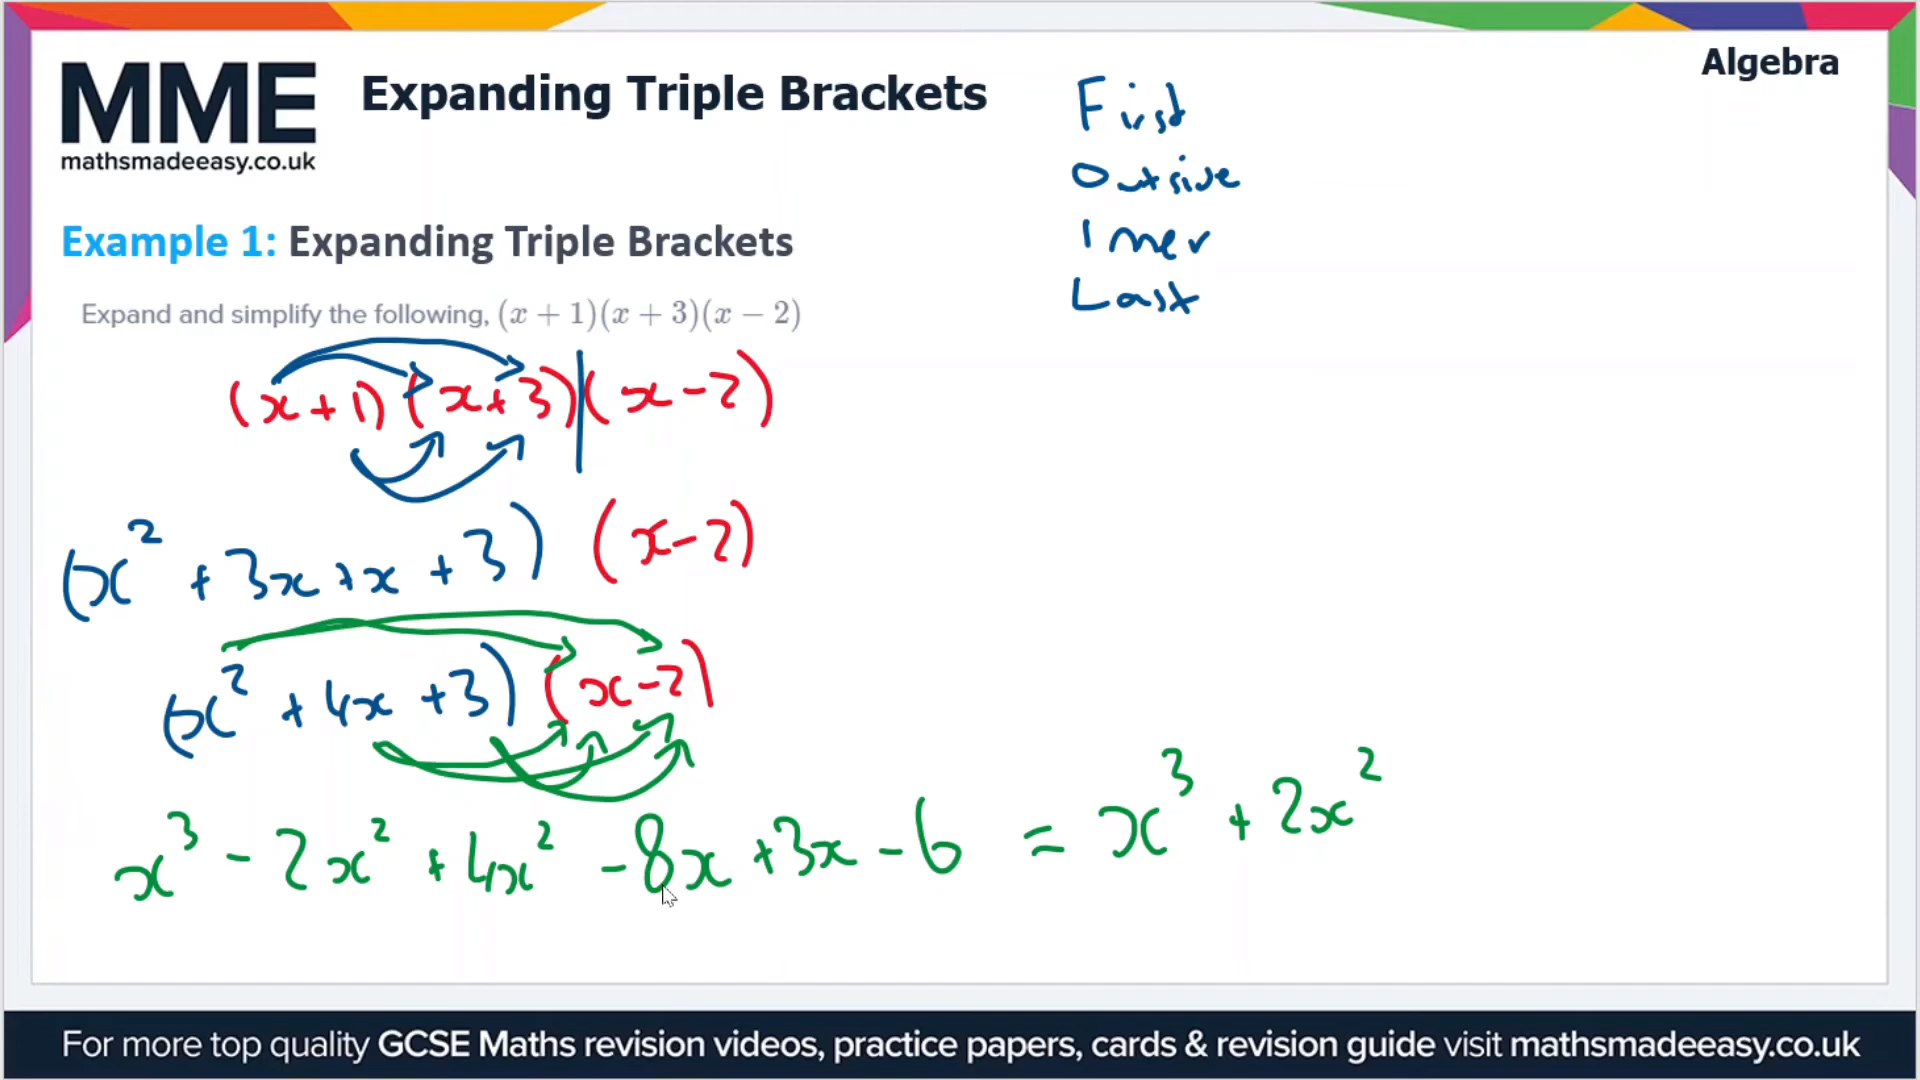 MME
mathsmadeeasy.co.uk
Expanding Triple Brackets
Algebra
First
Outside
Inner
Last
Example 1: Expanding Triple Brackets
Expand and simplify the following, (x + 1)(x + 3)(x − 2)
(x+1)(x+3)|(x-2)
(x² + 3x + x + 3) (x-2)
(x² + 4x + 3) (x-2)
x³ - 2x² + 4x² - 8x + 3x - 6 = x³ + 2x²
For more top quality GCSE Maths revision videos, practice papers, cards & revision guide visit mathsmadeeasy.co.uk